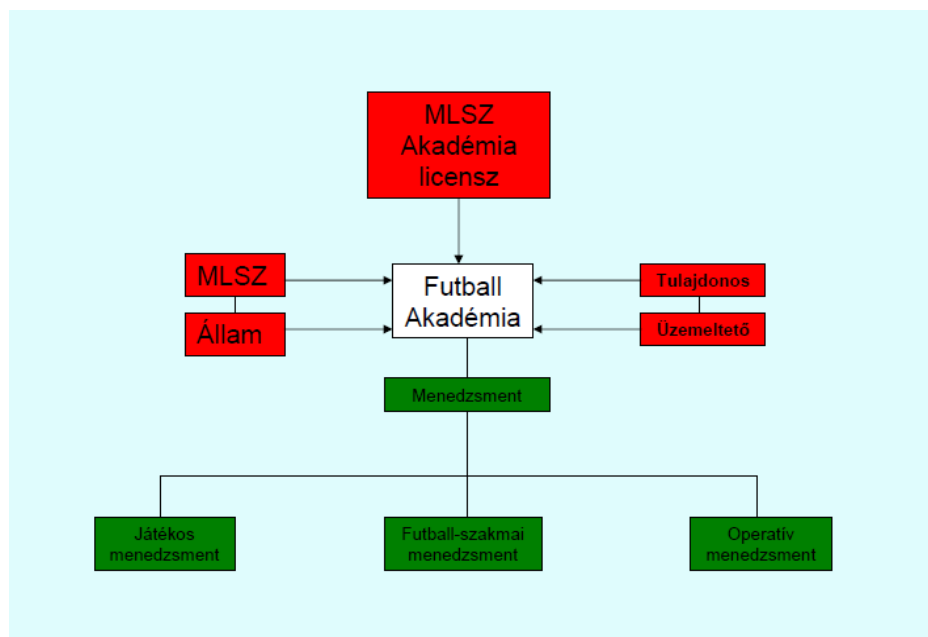 MLSZ
Akadémia
licensz
MLSZ
Futball
Akadémia
Tulajdonos
Állam
Üzemeltető
Menedzsment
Játékos
menedzsment
Futball-szakmai
menedzsment
Operatív
menedzsment